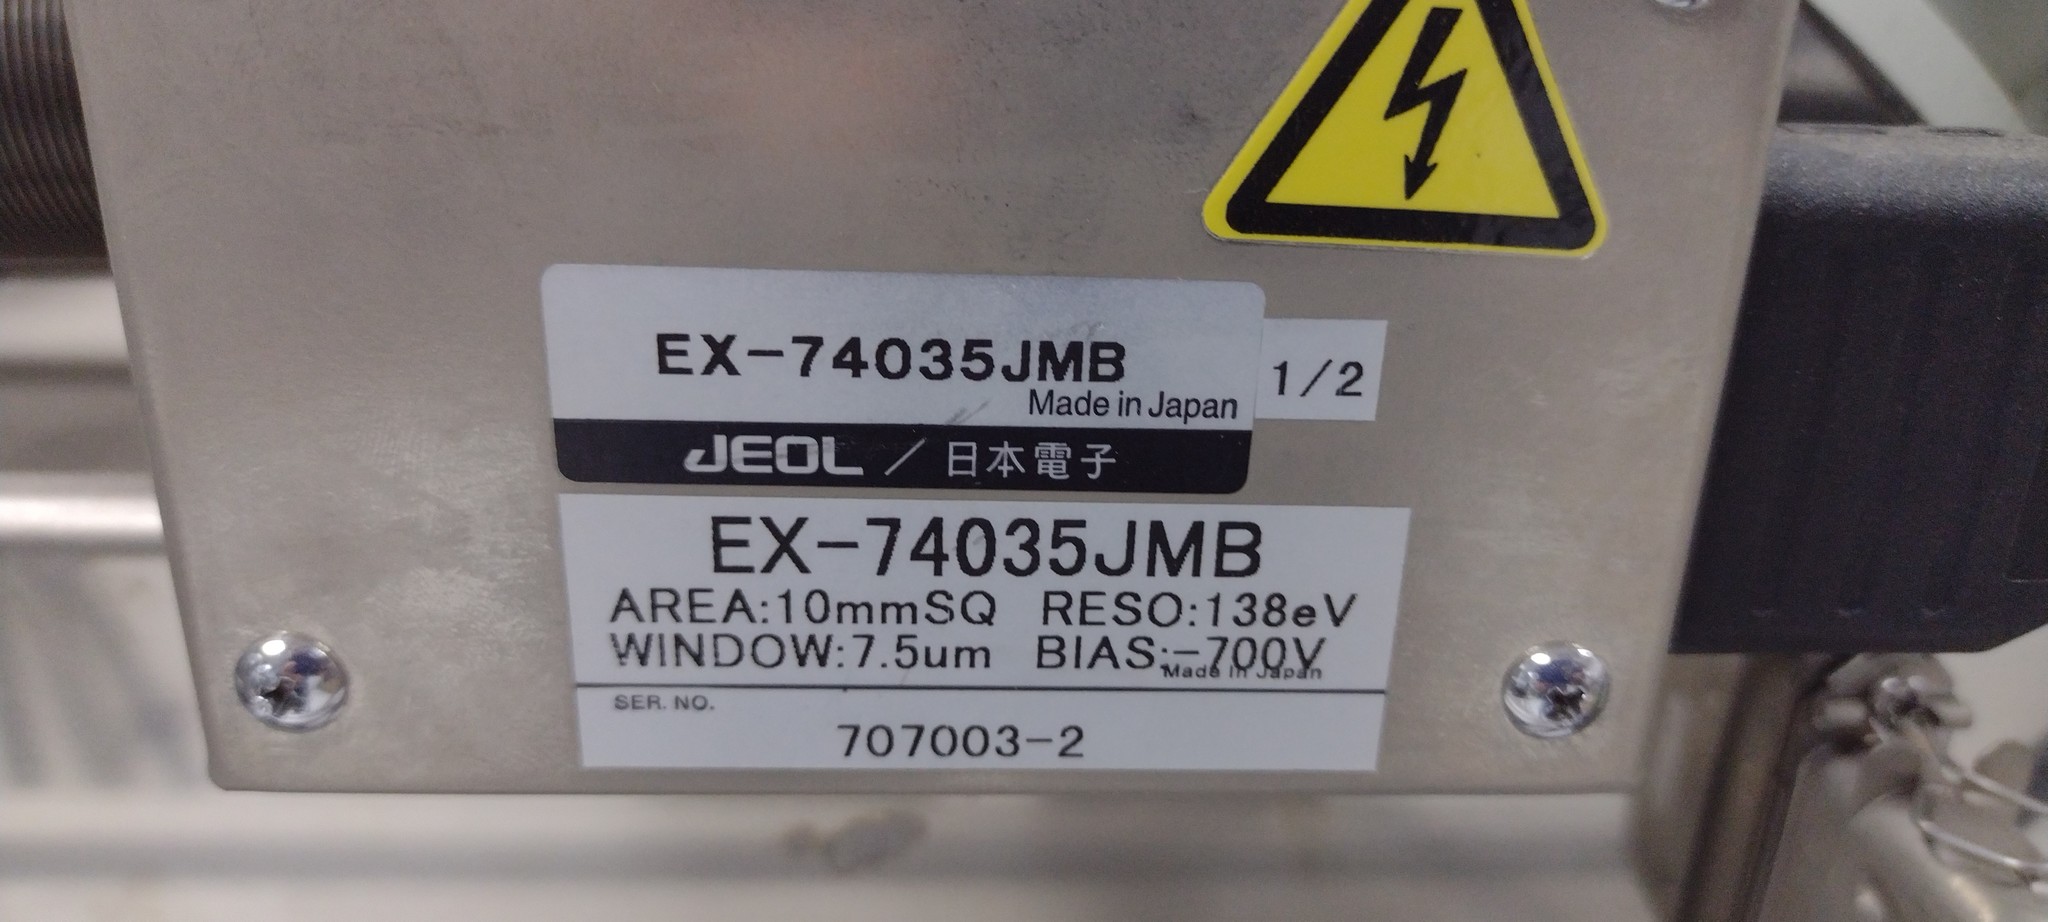 EX-74035JMB
Made in Japan
1/2
JEOL / 日本電子
EX-74035JMB
AREA:10mmSQ RESO:138eV
WINDOW:7.5um BIAS:-700V
Made in Japan
SER. NO.
707003-2